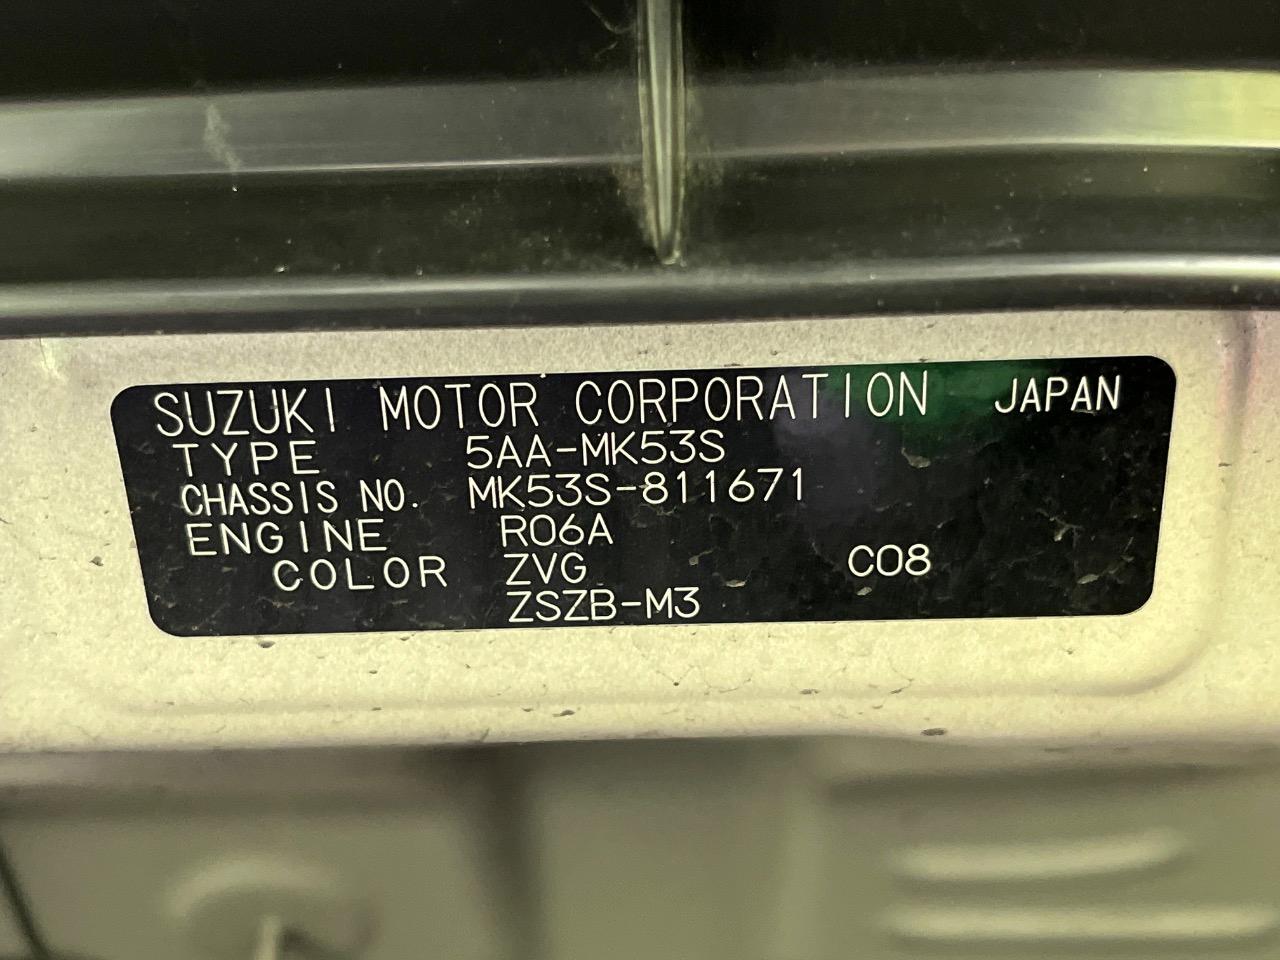 SUZUKI MOTOR CORPORATION JAPAN
TYPE 5AA-MK53S
CHASSIS NO. MK53S-811671
ENGINE R06A
COLOR ZVG C08
ZSZB-M3